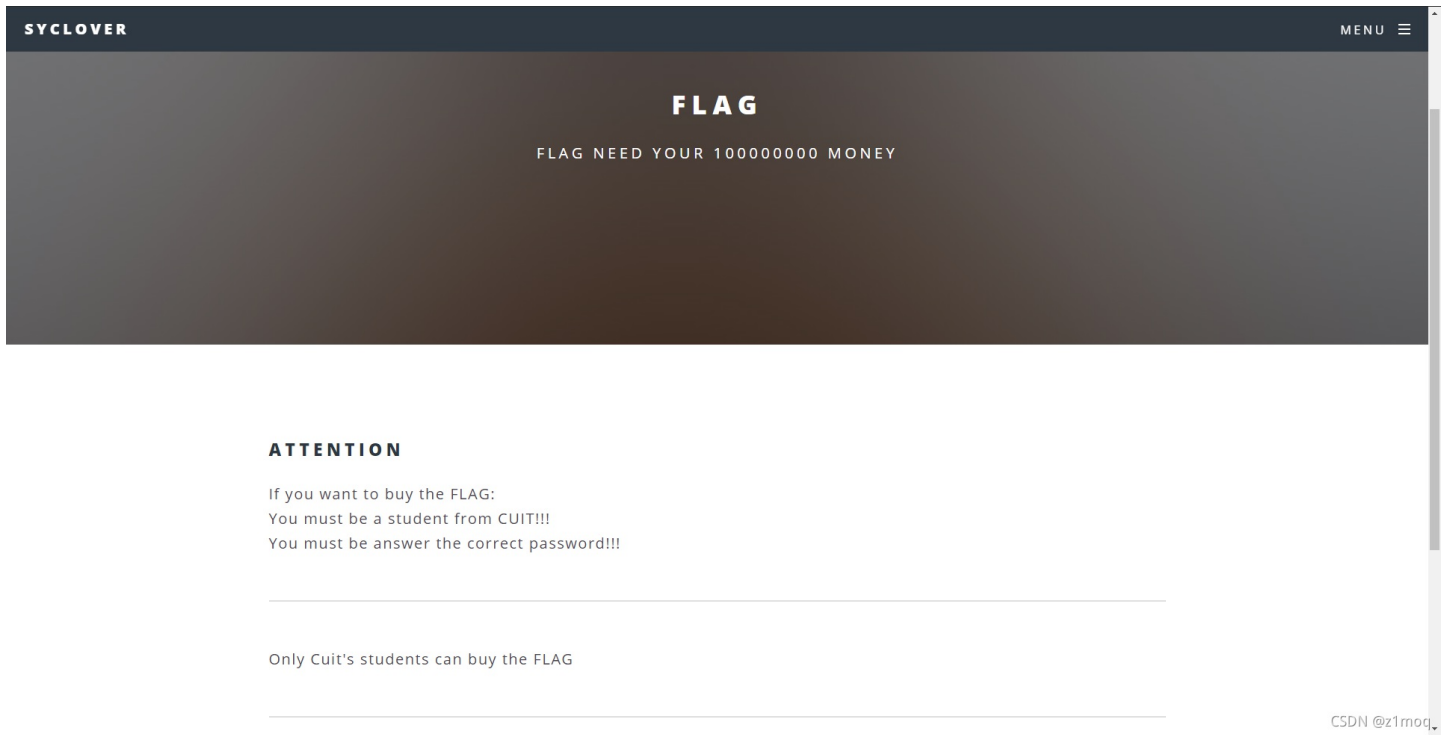 SYCLOVER
MENU
FLAG
FLAG NEED YOUR 100000000 MONEY
ATTENTION
If you want to buy the FLAG:
You must be a student from CUIT!!!
You must be answer the correct password!!!
Only Cuit's students can buy the FLAG
CSDN @z1moq